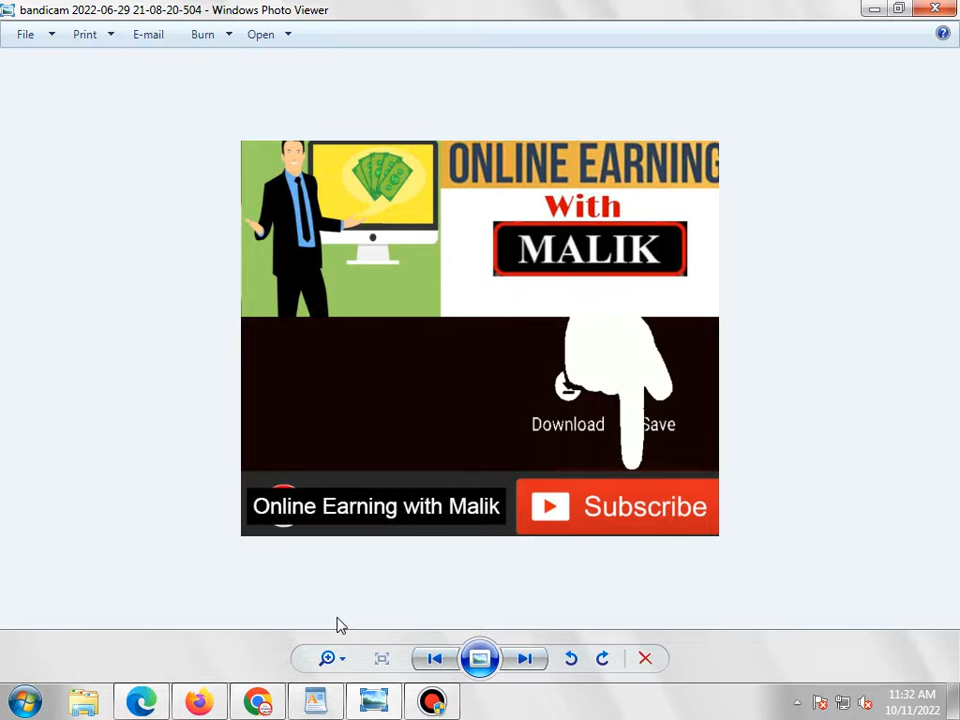 bandicam 2022-06-29 21-08-20-504 - Windows Photo Viewer
File Print E-mail Burn Open
ONLINE EARNING
With
MALIK
Download Save
Online Earning with Malik Subscribe
11:32 AM
10/11/2022